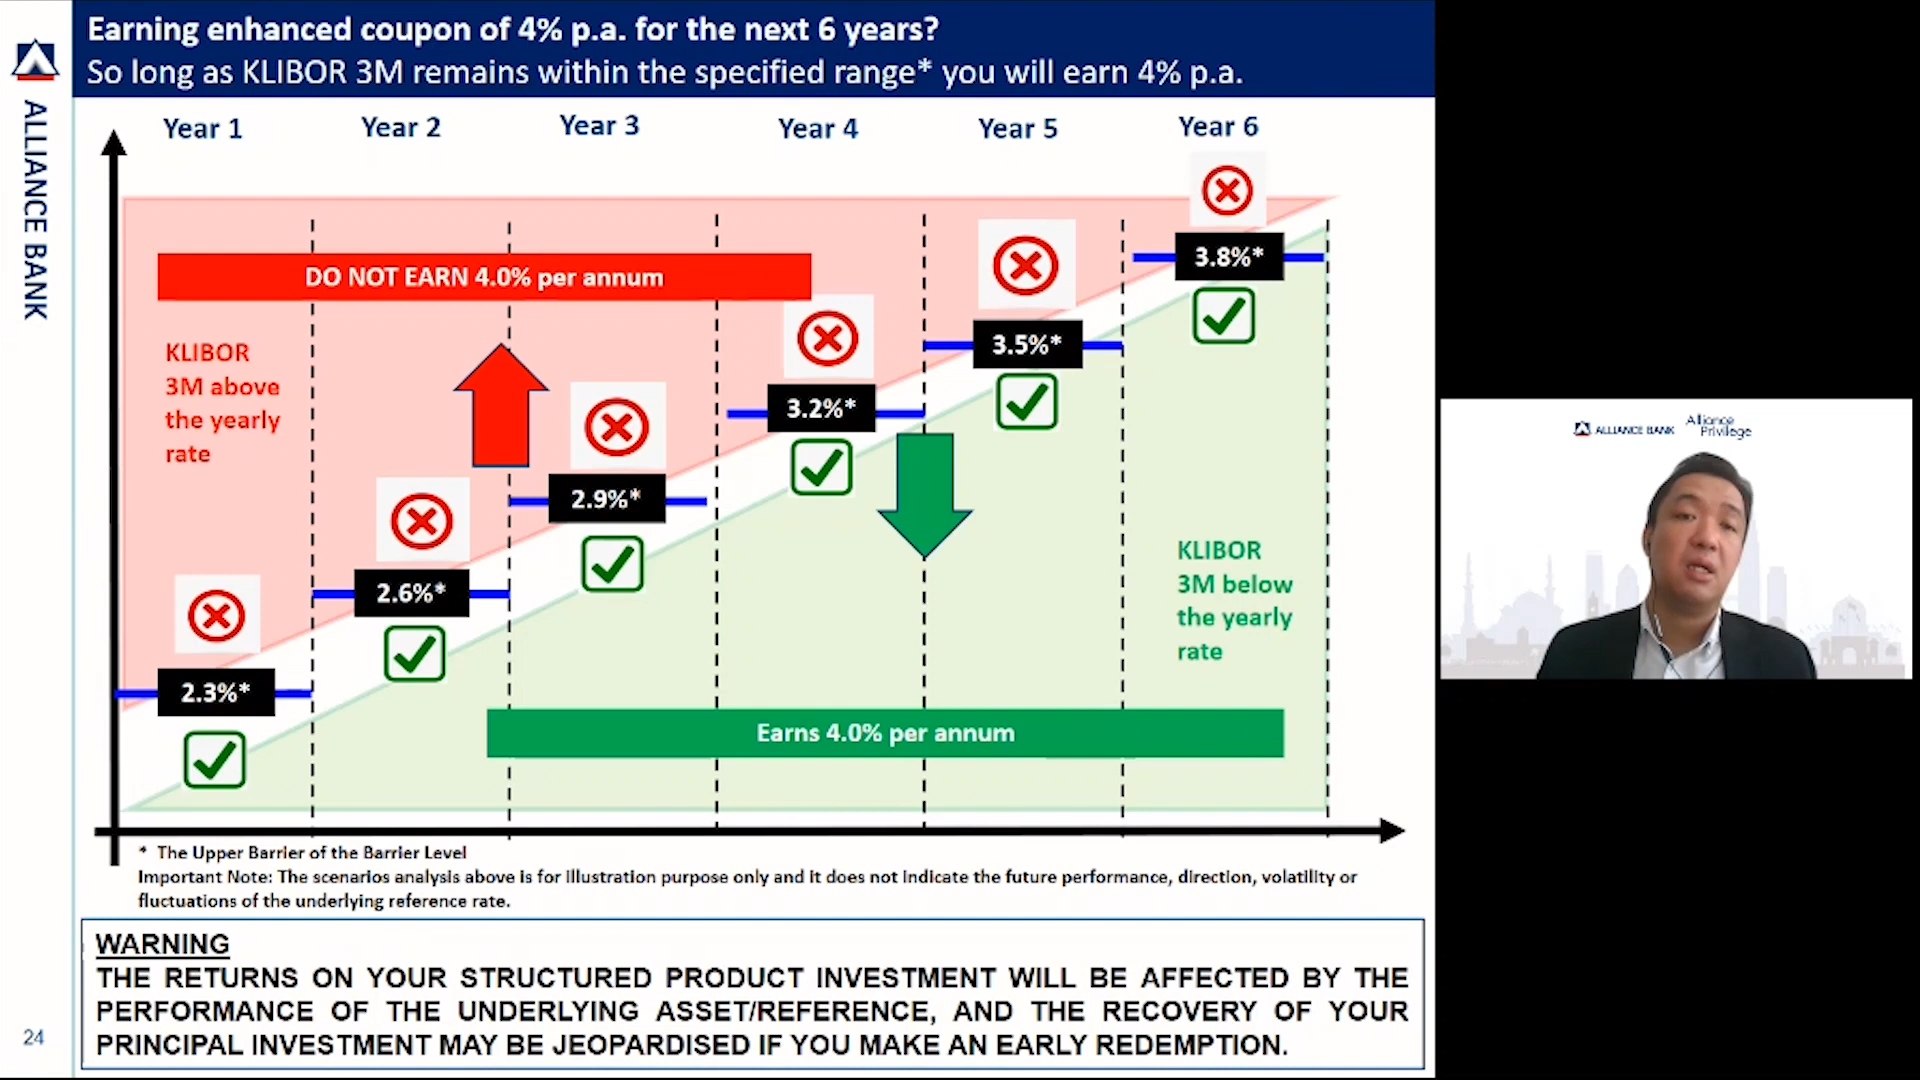 Earning enhanced coupon of 4% p.a. for the next 6 years?
So long as KLIBOR 3M remains within the specified range* you will earn 4% p.a.
ALLIANCE BANK
Year 1
Year 2
Year 3
Year 4
Year 5
Year 6
DO NOT EARN 4.0% per annum
KLIBOR
3M above
the yearly
rate
2.3%*
2.6%*
2.9%*
3.2%*
3.5%*
3.8%*
KLIBOR
3M below
the yearly
rate
Earns 4.0% per annum
* The Upper Barrier of the Barrier Level
Important Note: The scenarios analysis above is for illustration purpose only and it does not indicate the future performance, direction, volatility or
fluctuations of the underlying reference rate.
WARNING
THE RETURNS ON YOUR STRUCTURED PRODUCT INVESTMENT WILL BE AFFECTED BY THE
PERFORMANCE OF THE UNDERLYING ASSET/REFERENCE, AND THE RECOVERY OF YOUR
PRINCIPAL INVESTMENT MAY BE JEOPARDISED IF YOU MAKE AN EARLY REDEMPTION.
24
ALLIANCE BANK
Alliance
Privilege